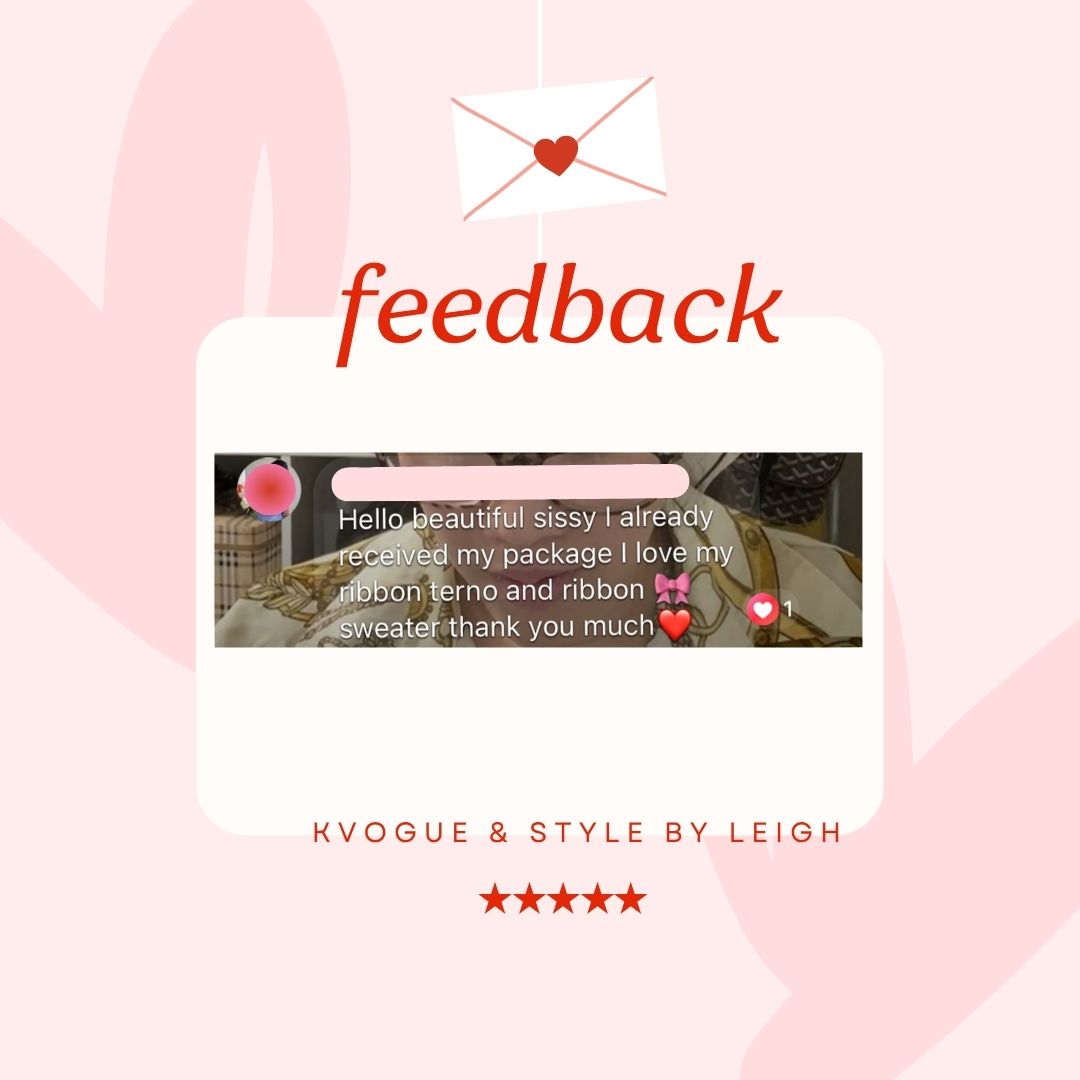 feedback
Hello beautiful sissy I already
received my package I love my
ribbon terno and ribbon 🎀
sweater thank you much❤️
1
KVOGUE & STYLE BY LEIGH